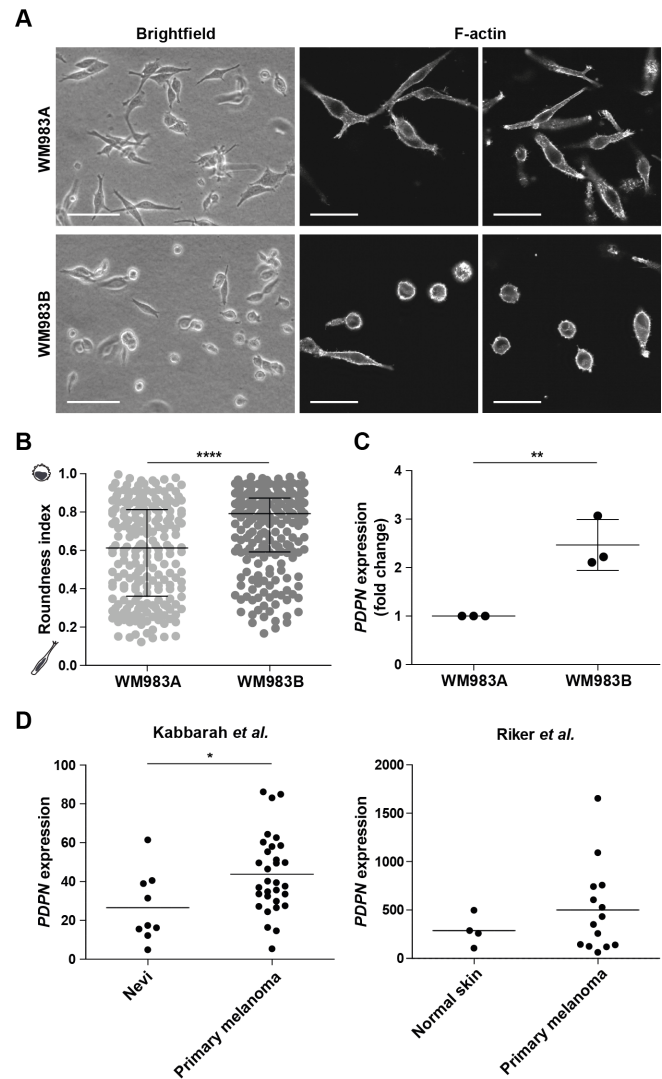 A
Brightfield
F-actin
WM983A
WM983B
B
****
Roundness index
1.0
0.8
0.6
0.4
0.2
0.0
WM983A
WM983B
C
**
PDPN expression
(fold change)
4
3
2
1
0
WM983A
WM983B
D
Kabbarah et al.
*
PDPN expression
100
80
60
40
20
0
Nevi
Primary melanoma
Riker et al.
PDPN expression
2000
1500
1000
500
0
Normal skin
Primary melanoma